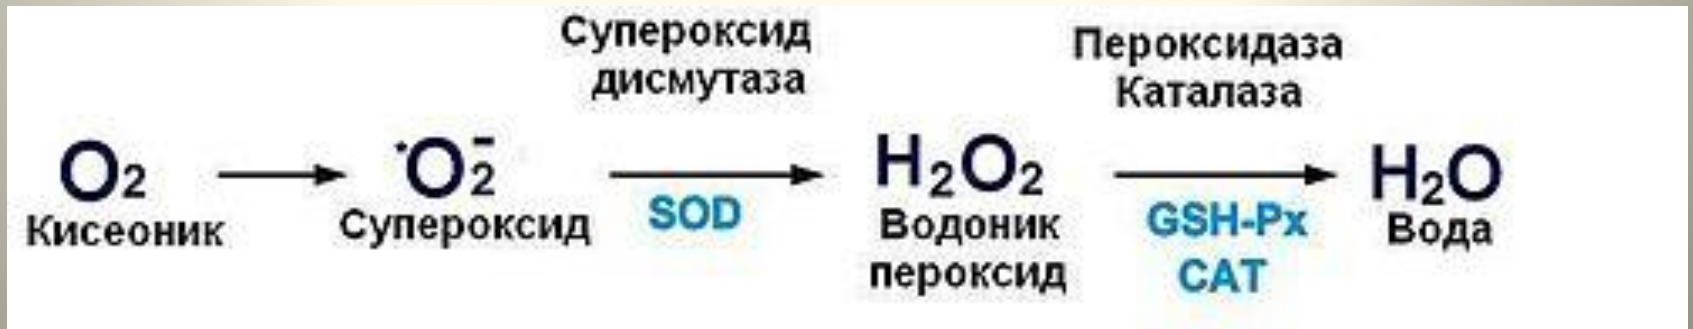 Супероксид
дисмутаза
Пероксидаза
Каталаза
O2
˙O2⁻
H2O2
H2O
Кисеоник
Супероксид
SOD
Водоник
пероксид
GSH-Px
CAT
Вода